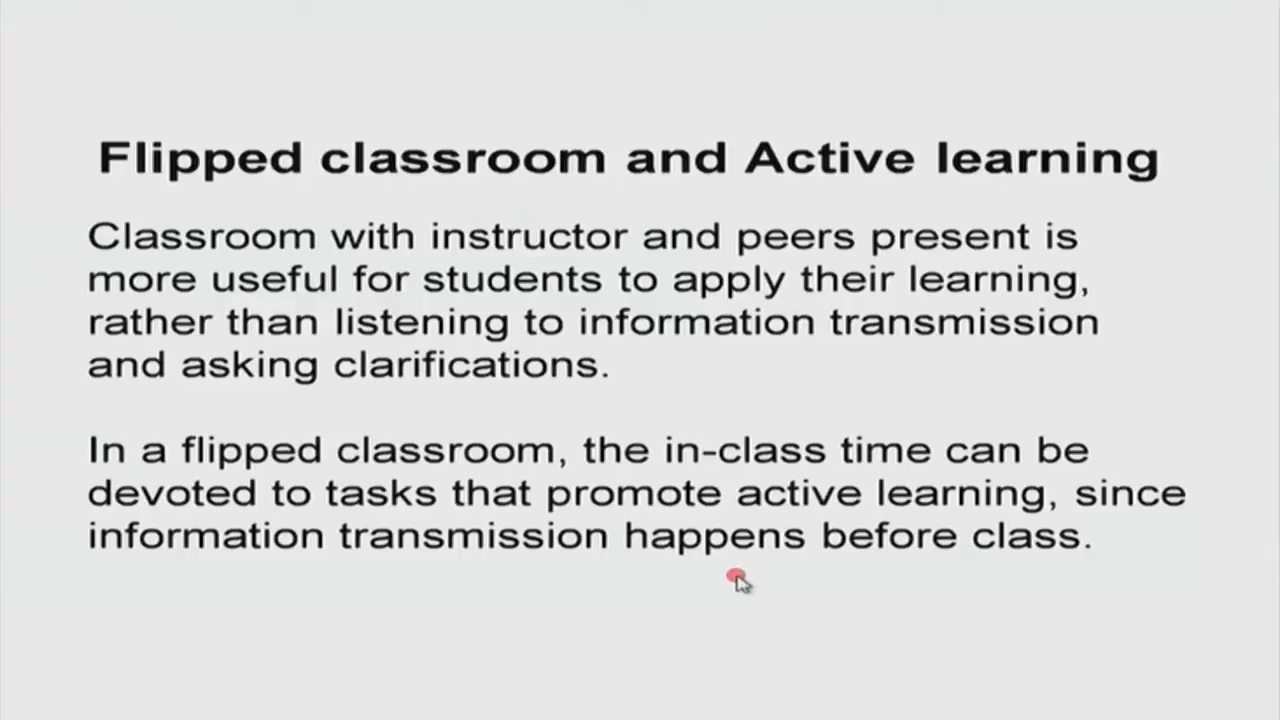 Flipped classroom and Active learning
Classroom with instructor and peers present is
more useful for students to apply their learning,
rather than listening to information transmission
and asking clarifications.
In a flipped classroom, the in-class time can be
devoted to tasks that promote active learning, since
information transmission happens before class.